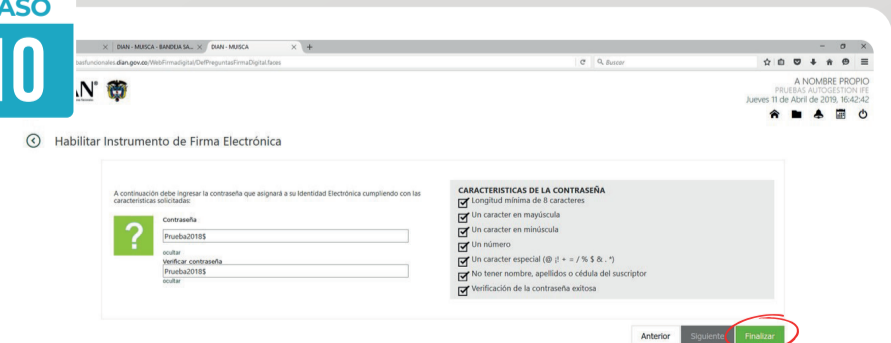 PASO
10
DIAN - MUISCA - BANDEJA SA...
DIAN - MUISCA
dian.gov.co/WebFirmadigital/DefPreguntasFirmaDigital.faces
Buscar
A NOMBRE PROPIO
PRUEBAS AUTOGESTION IFE
Jueves 11 de Abril de 2019, 16:42:42
Habilitar Instrumento de Firma Electrónica
A continuación debe ingresar la contraseña que asignará a su Identidad Electrónica cumpliendo con las
características solicitadas:
Contraseña
Prueba2018$
ocultar
Verificar contraseña
Prueba2018$
ocultar
CARACTERISTICAS DE LA CONTRASEÑA
Longitud mínima de 8 caracteres
Un caracter en mayúscula
Un caracter en minúscula
Un número
Un caracter especial (@ ¡! + = / % $ & . *)
No tener nombre, apellidos o cédula del suscriptor
Verificación de la contraseña exitosa
Anterior
Siguiente
Finalizar